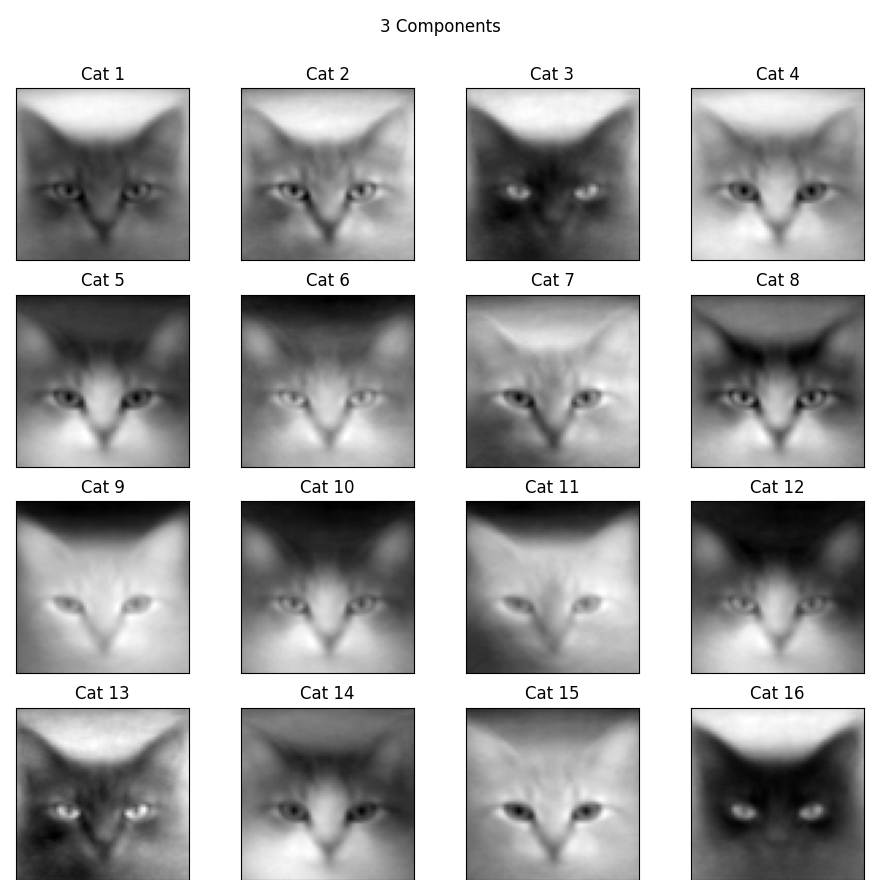 3 Components
Cat 1
Cat 2
Cat 3
Cat 4
Cat 5
Cat 6
Cat 7
Cat 8
Cat 9
Cat 10
Cat 11
Cat 12
Cat 13
Cat 14
Cat 15
Cat 16